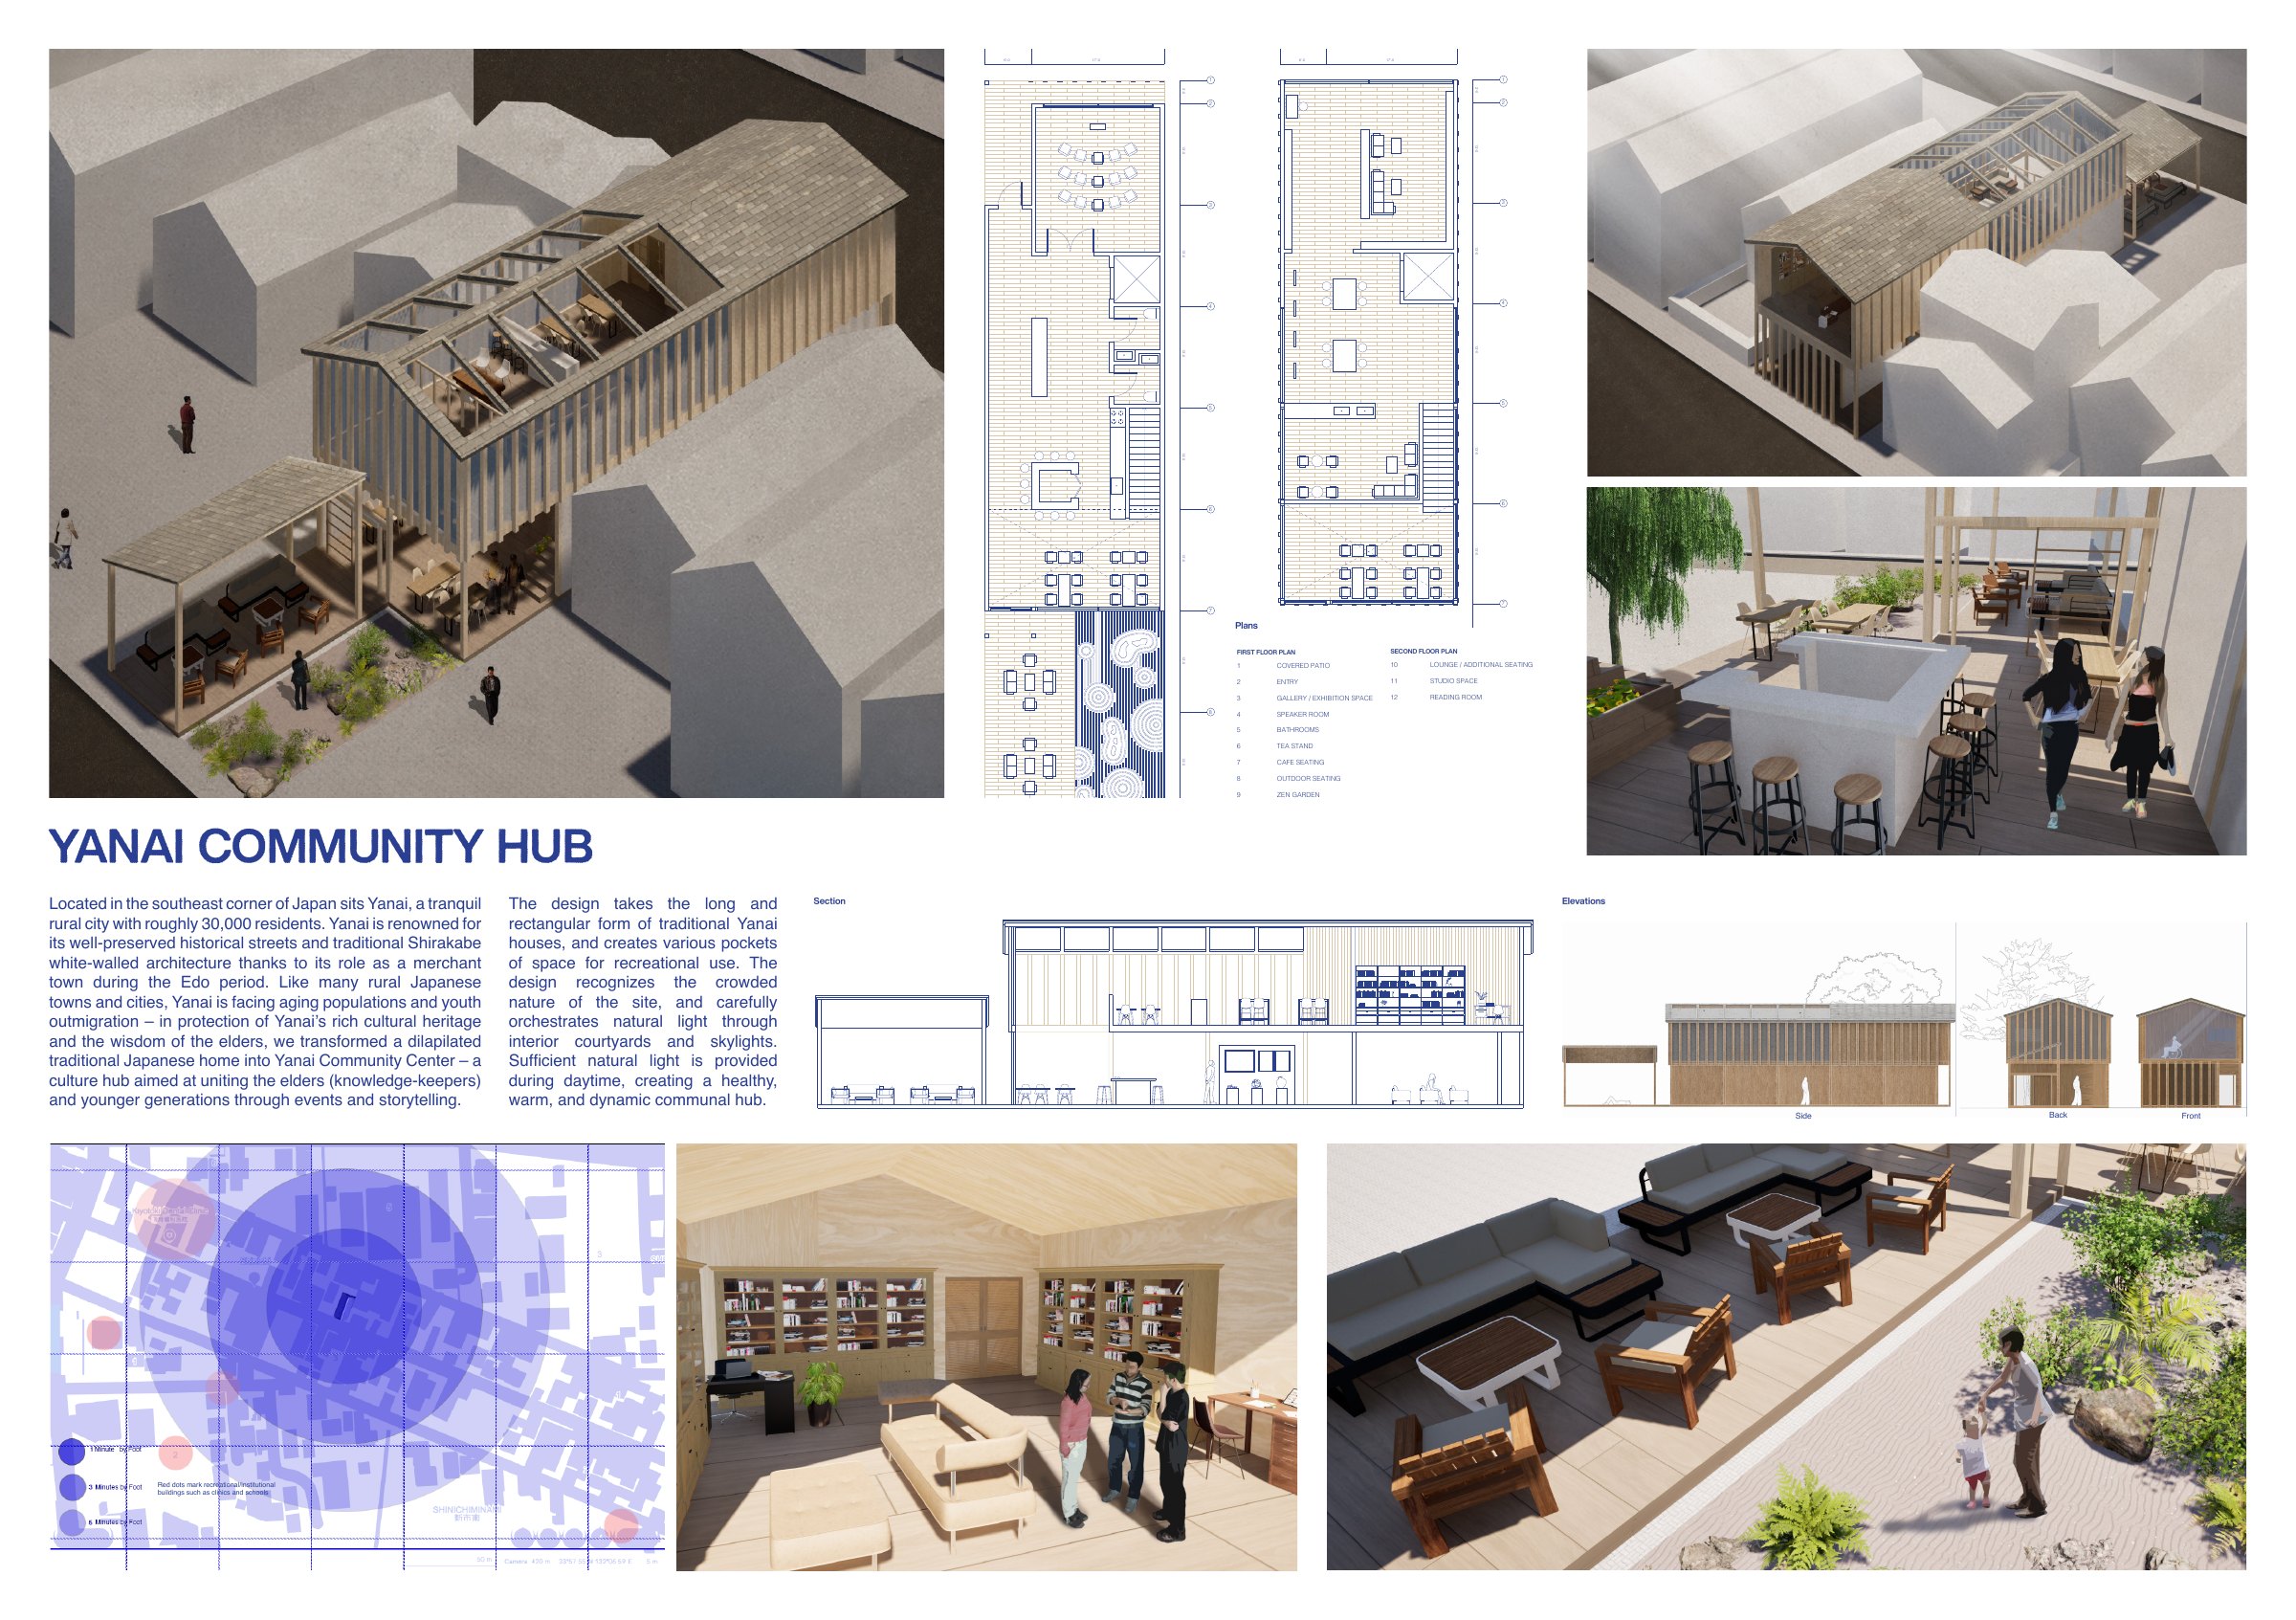 Plans
FIRST FLOOR PLAN
1 COVERED PATIO
2 ENTRY
3 GALLERY / EXHIBITION SPACE
4 SPEAKER ROOM
5 BATHROOMS
6 TEA STAND
7 CAFE SEATING
8 OUTDOOR SEATING
9 ZEN GARDEN
SECOND FLOOR PLAN
10 LOUNGE / ADDITIONAL SEATING
11 STUDIO SPACE
12 READING ROOM
YANAI COMMUNITY HUB
Located in the southeast corner of Japan sits Yanai, a tranquil
rural city with roughly 30,000 residents. Yanai is renowned for
its well-preserved historical streets and traditional Shirakabe
white-walled architecture thanks to its role as a merchant
town during the Edo period. Like many rural Japanese
towns and cities, Yanai is facing aging populations and youth
outmigration – in protection of Yanai's rich cultural heritage
and the wisdom of the elders, we transformed a dilapilated
traditional Japanese home into Yanai Community Center – a
culture hub aimed at uniting the elders (knowledge-keepers)
and younger generations through events and storytelling.
The design takes the long and
rectangular form of traditional Yanai
houses, and creates various pockets
of space for recreational use. The
design recognizes the crowded
nature of the site, and carefully
orchestrates natural light through
interior courtyards and skylights.
Sufficient natural light is provided
during daytime, creating a healthy,
warm, and dynamic communal hub.
Section
Elevations
Side
Back
Front
1 Minute by Foot
3 Minutes by Foot
6 Minutes by Foot
Red dots mark recreational/institutional
buildings such as clinics and schools
SHINICHIMINAMI